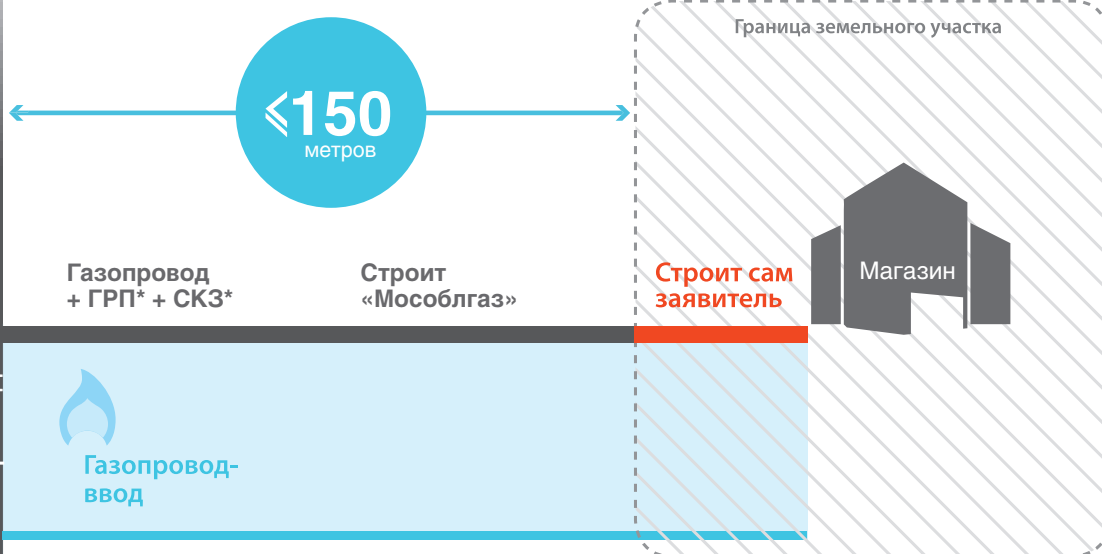 Граница земельного участка
⩽150
метров
Газопровод
+ ГРП* + СКЗ*
Строит
«Мособлгаз»
Строит сам
заявитель
Магазин
Газопровод-
ввод